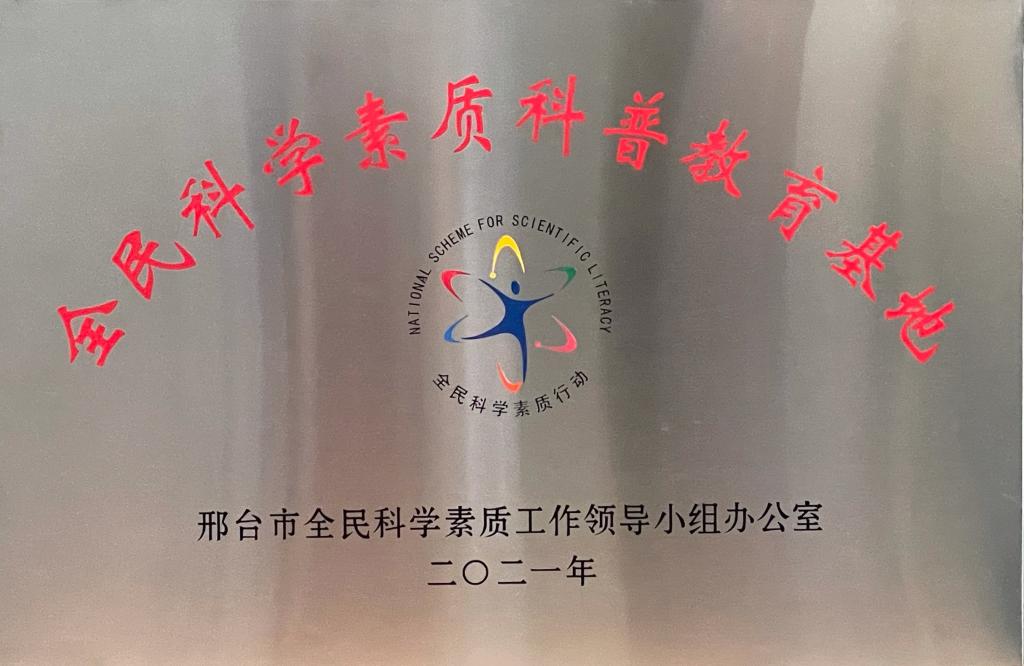 全民科学素质科普教育基地
NATIONAL SCHEME FOR SCIENTIFIC LITERACY
全民科学素质行动
邢台市全民科学素质工作领导小组办公室
二〇二一年